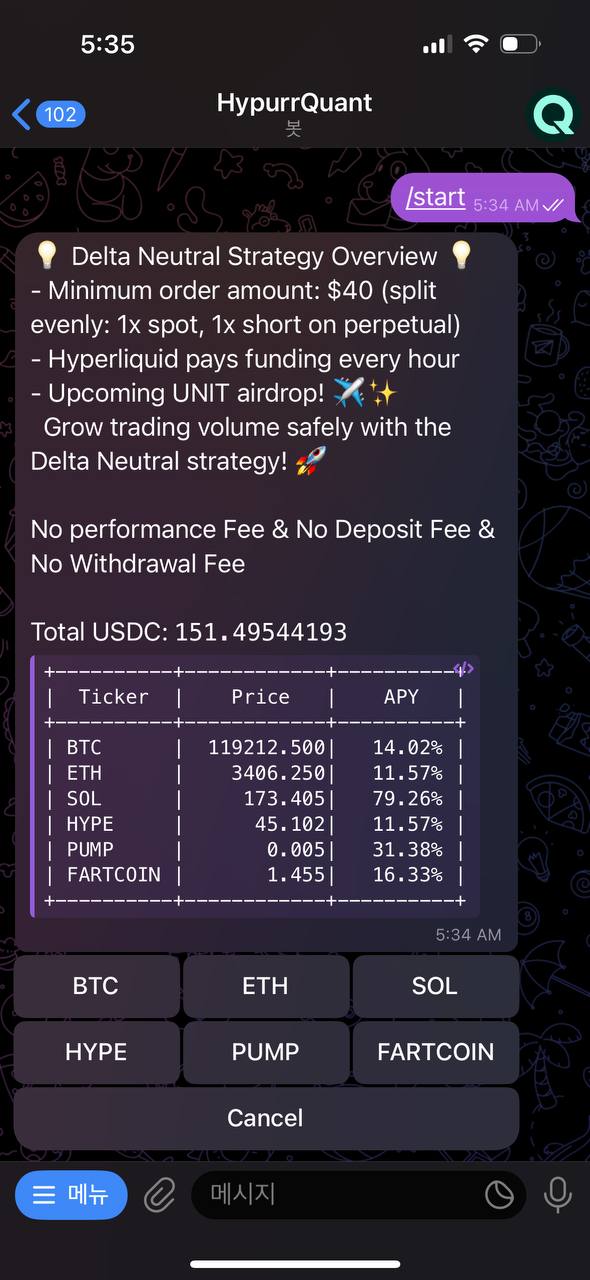 5:35
102
HypurrQuant
봇
/start 5:34 AM
💡 Delta Neutral Strategy Overview 💡
- Minimum order amount: $40 (split
evenly: 1x spot, 1x short on perpetual)
- Hyperliquid pays funding every hour
- Upcoming UNIT airdrop! ✈️✨
Grow trading volume safely with the
Delta Neutral strategy! 🚀
No performance Fee & No Deposit Fee &
No Withdrawal Fee
Total USDC: 151.49544193
+---------+------------+----------+
| Ticker | Price | APY |
+---------+------------+----------+
| BTC | 119212.500| 14.02% |
| ETH | 3406.250| 11.57% |
| SOL | 173.405| 79.26% |
| HYPE | 45.102| 11.57% |
| PUMP | 0.005| 31.38% |
| FARTCOIN | 1.455| 16.33% |
+---------+------------+----------+
5:34 AM
BTC ETH SOL
HYPE PUMP FARTCOIN
Cancel
메뉴 메시지